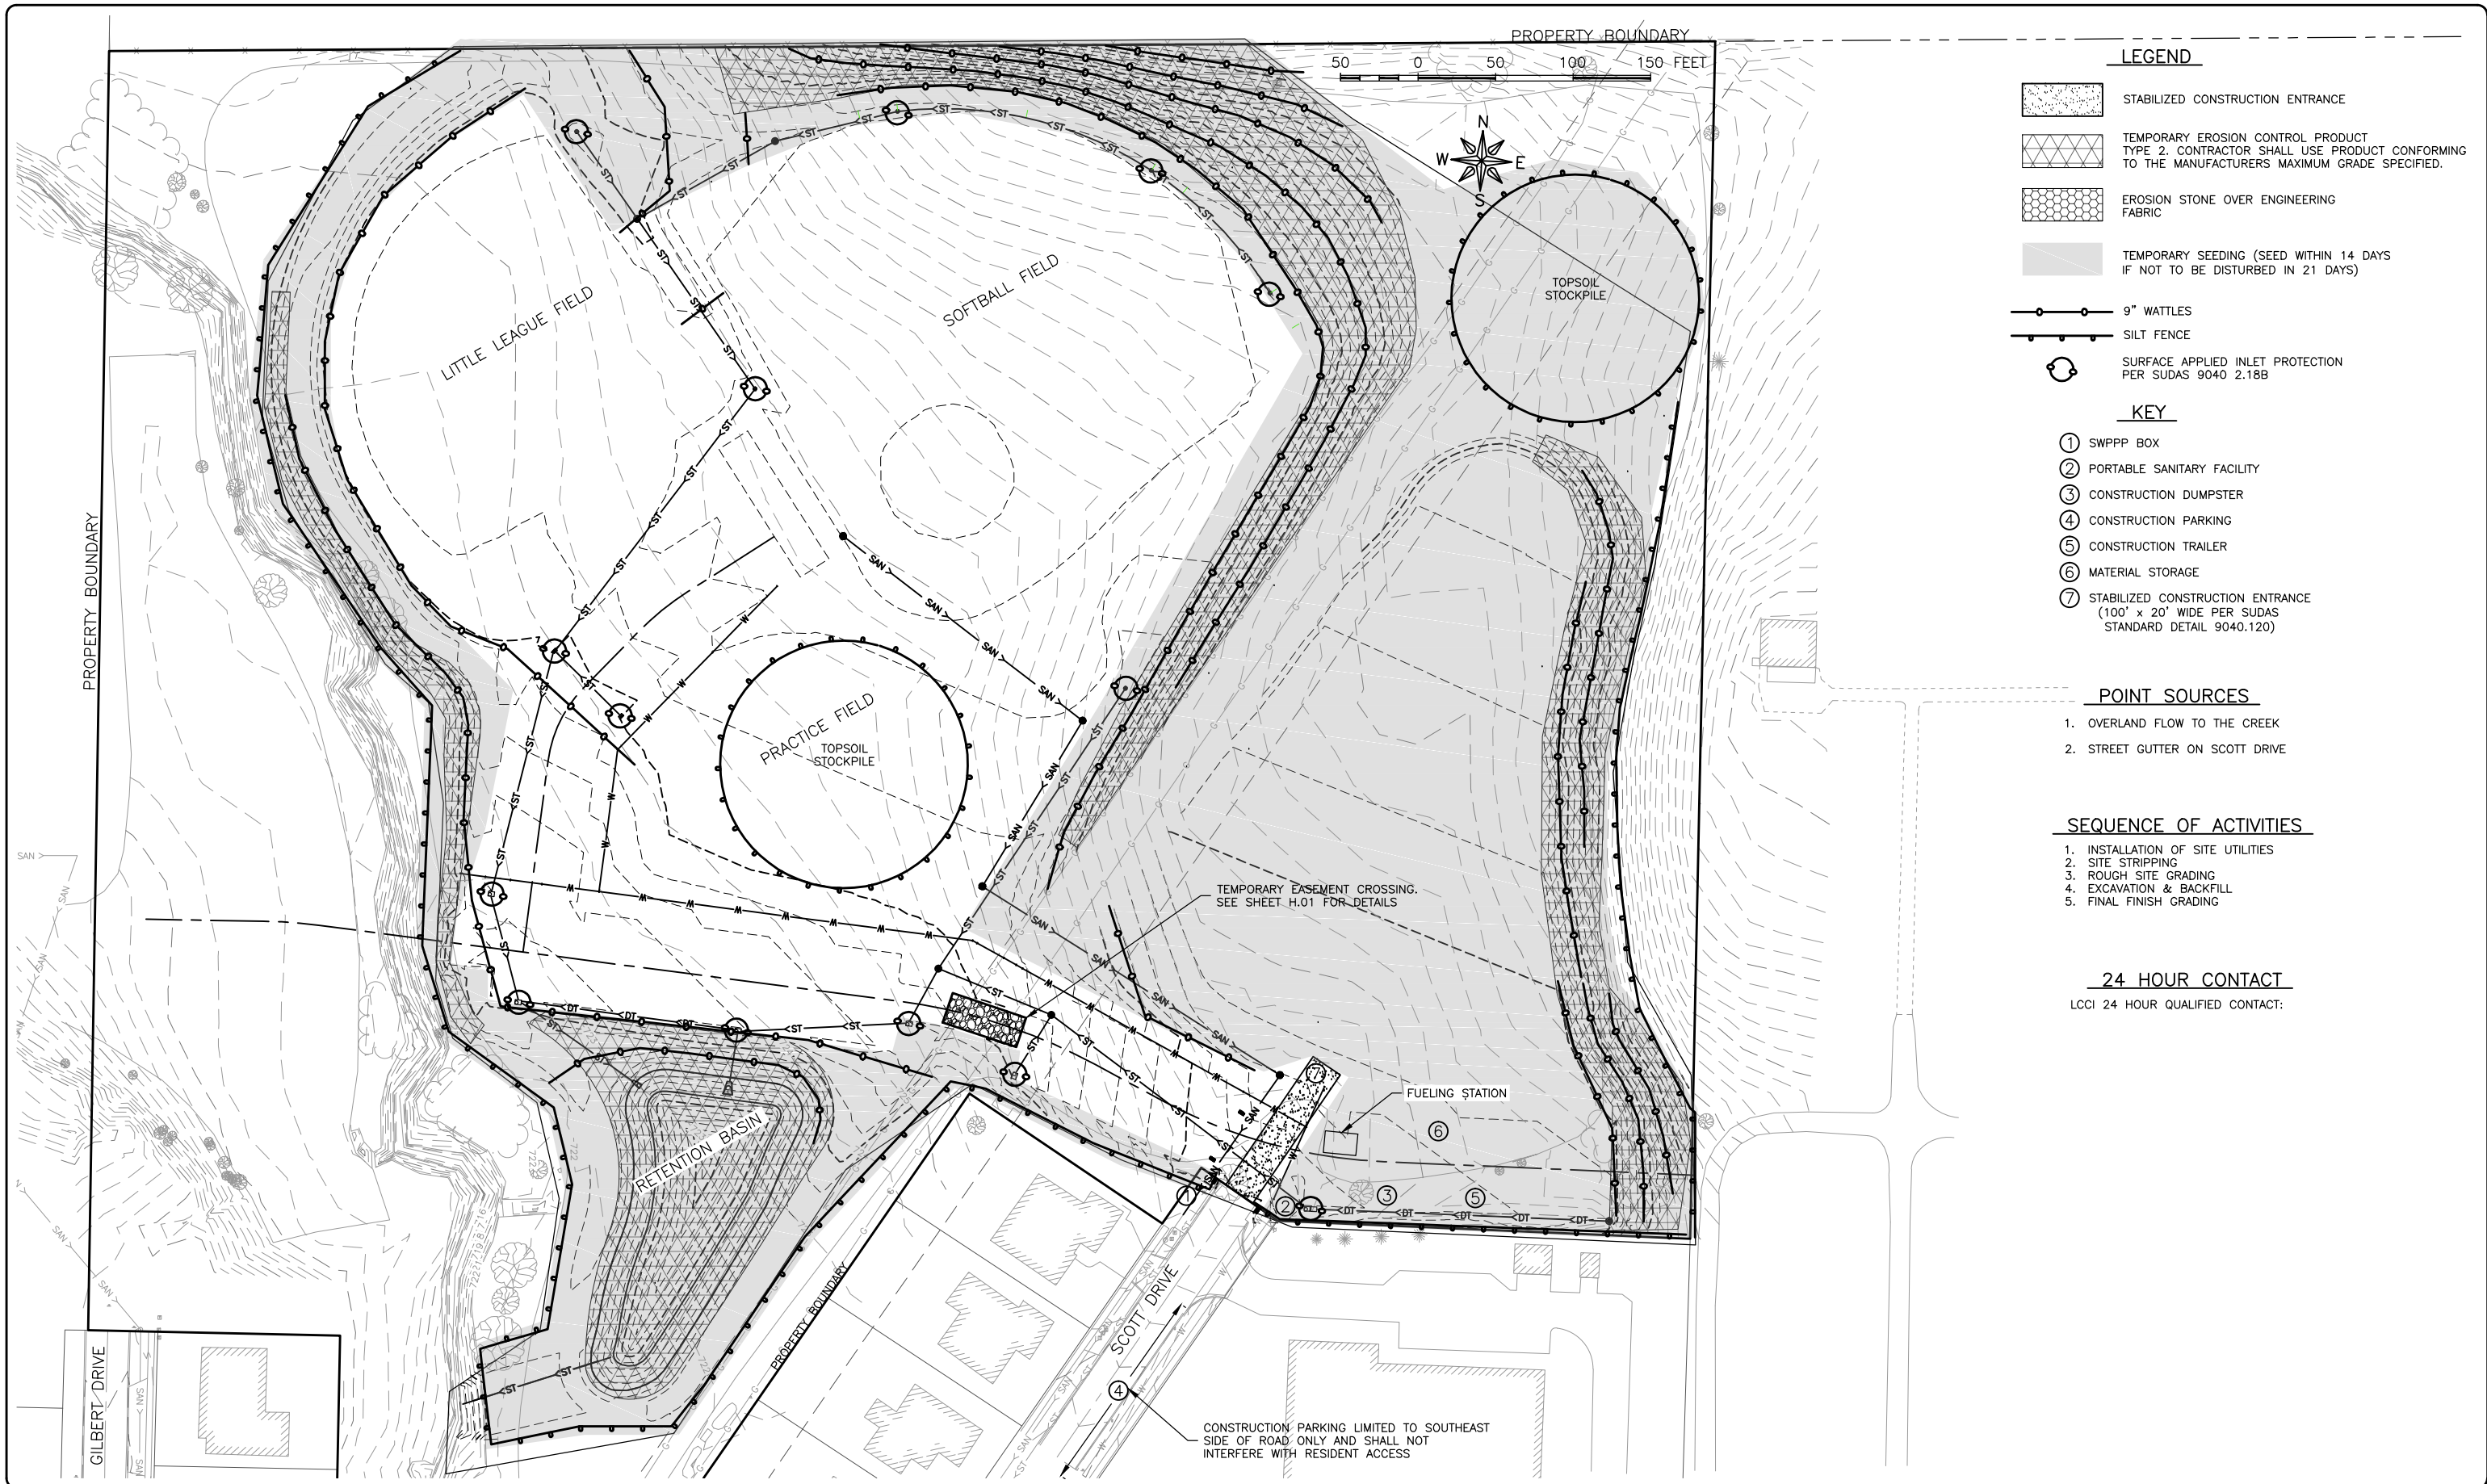 PROPERTY BOUNDARY
50 0 50 100 150 FEET
N
W E
S
LITTLE LEAGUE FIELD
SOFTBALL FIELD
TOPSOIL
STOCKPILE
PROPERTY BOUNDARY
PRACTICE FIELD
TOPSOIL
STOCKPILE
TEMPORARY EASEMENT CROSSING.
SEE SHEET H.01 FOR DETAILS
FUELING STATION
RETENTION BASIN
7
6
1
2
3
5
4
PROPERTY BOUNDARY
SCOTT DRIVE
GILBERT DRIVE
CONSTRUCTION PARKING LIMITED TO SOUTHEAST
SIDE OF ROAD ONLY AND SHALL NOT
INTERFERE WITH RESIDENT ACCESS
LEGEND
STABILIZED CONSTRUCTION ENTRANCE
TEMPORARY EROSION CONTROL PRODUCT
TYPE 2. CONTRACTOR SHALL USE PRODUCT CONFORMING
TO THE MANUFACTURERS MAXIMUM GRADE SPECIFIED.
EROSION STONE OVER ENGINEERING
FABRIC
TEMPORARY SEEDING (SEED WITHIN 14 DAYS
IF NOT TO BE DISTURBED IN 21 DAYS)
9" WATTLES
SILT FENCE
SURFACE APPLIED INLET PROTECTION
PER SUDAS 9040 2.18B
KEY
1 SWPPP BOX
2 PORTABLE SANITARY FACILITY
3 CONSTRUCTION DUMPSTER
4 CONSTRUCTION PARKING
5 CONSTRUCTION TRAILER
6 MATERIAL STORAGE
7 STABILIZED CONSTRUCTION ENTRANCE
(100' x 20' WIDE PER SUDAS
STANDARD DETAIL 9040.120)
POINT SOURCES
1. OVERLAND FLOW TO THE CREEK
2. STREET GUTTER ON SCOTT DRIVE
SEQUENCE OF ACTIVITIES
1. INSTALLATION OF SITE UTILITIES
2. SITE STRIPPING
3. ROUGH SITE GRADING
4. EXCAVATION & BACKFILL
5. FINAL FINISH GRADING
24 HOUR CONTACT
LCCI 24 HOUR QUALIFIED CONTACT: